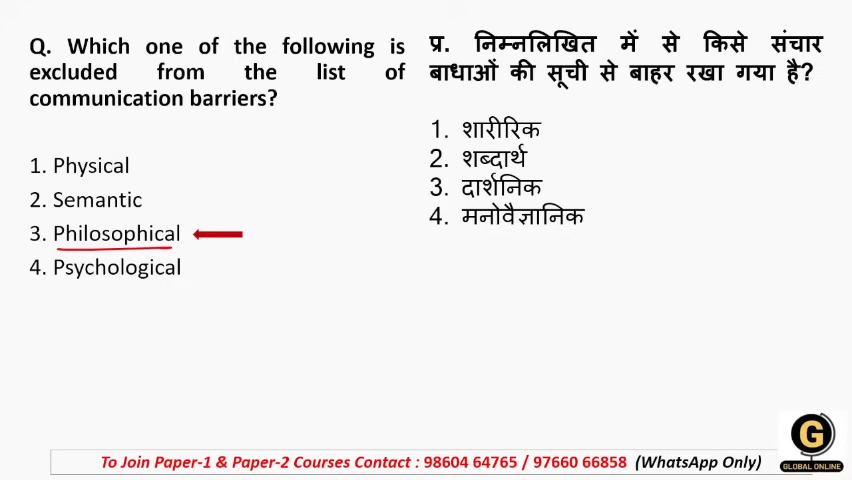 Q. Which one of the following is
excluded from the list of
communication barriers?
1. Physical
2. Semantic
3. Philosophical
4. Psychological
प्र. निम्नलिखित में से किसे संचार
बाधाओं की सूची से बाहर रखा गया है?
1. शारीरिक
2. शब्दार्थ
3. दार्शनिक
4. मनोवैज्ञानिक
G
GLOBAL ONLINE
To Join Paper-1 & Paper-2 Courses Contact : 98604 64765 / 97660 66858 (WhatsApp Only)